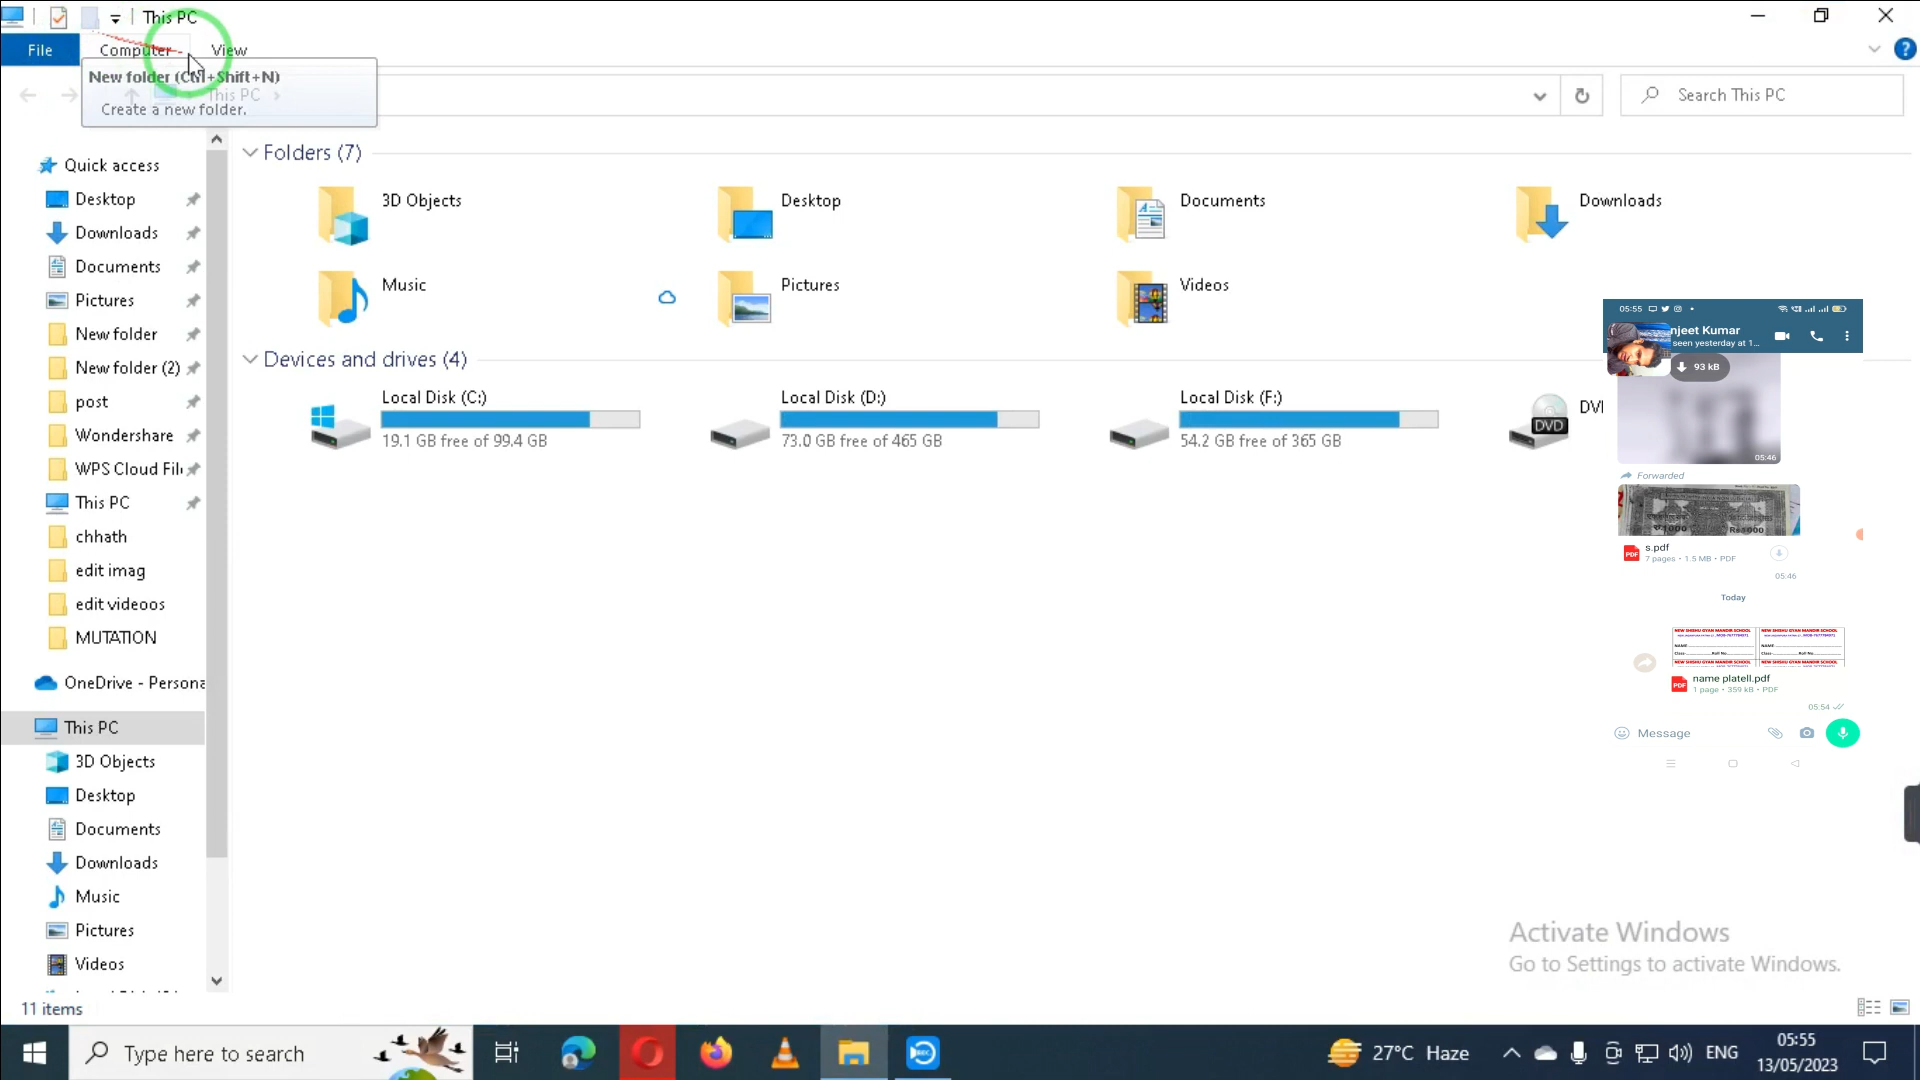 This PC
File
Computer
View
New folder (Ctrl+Shift+N)
Create a new folder.
This PC
Search This PC
Quick access
Desktop
Downloads
Documents
Pictures
New folder
New folder (2)
post
Wondershare
WPS Cloud Fil
This PC
chhath
edit imag
edit videoos
MUTATION
OneDrive - Persona
This PC
3D Objects
Desktop
Documents
Downloads
Music
Pictures
Videos
Folders (7)
3D Objects
Desktop
Documents
Downloads
Music
Pictures
Videos
Devices and drives (4)
Local Disk (C:)
19.1 GB free of 99.4 GB
Local Disk (D:)
73.0 GB free of 465 GB
Local Disk (F:)
54.2 GB free of 365 GB
DVD
DVI
05:55
njeet Kumar
seen yesterday at 1...
93 kB
05:46
Forwarded
Rs 1000
s.pdf
7 pages • 1.5 MB • PDF
05:46
Today
NEW SHISHU GYAN MANDIR SCHOOL NEW SHISHU GYAN MANDIR SCHOOL
NAME NAME
Class- Roll No. Class- Roll No.
NEW SHISHU GYAN MANDIR SCHOOL NEW SHISHU GYAN MANDIR SCHOOL
PDF
name platell.pdf
1 page • 359 kB • PDF
05:54
Message
Activate Windows
Go to Settings to activate Windows.
11 items
Type here to search
REC
27°C Haze
ENG
05:55
13/05/2023